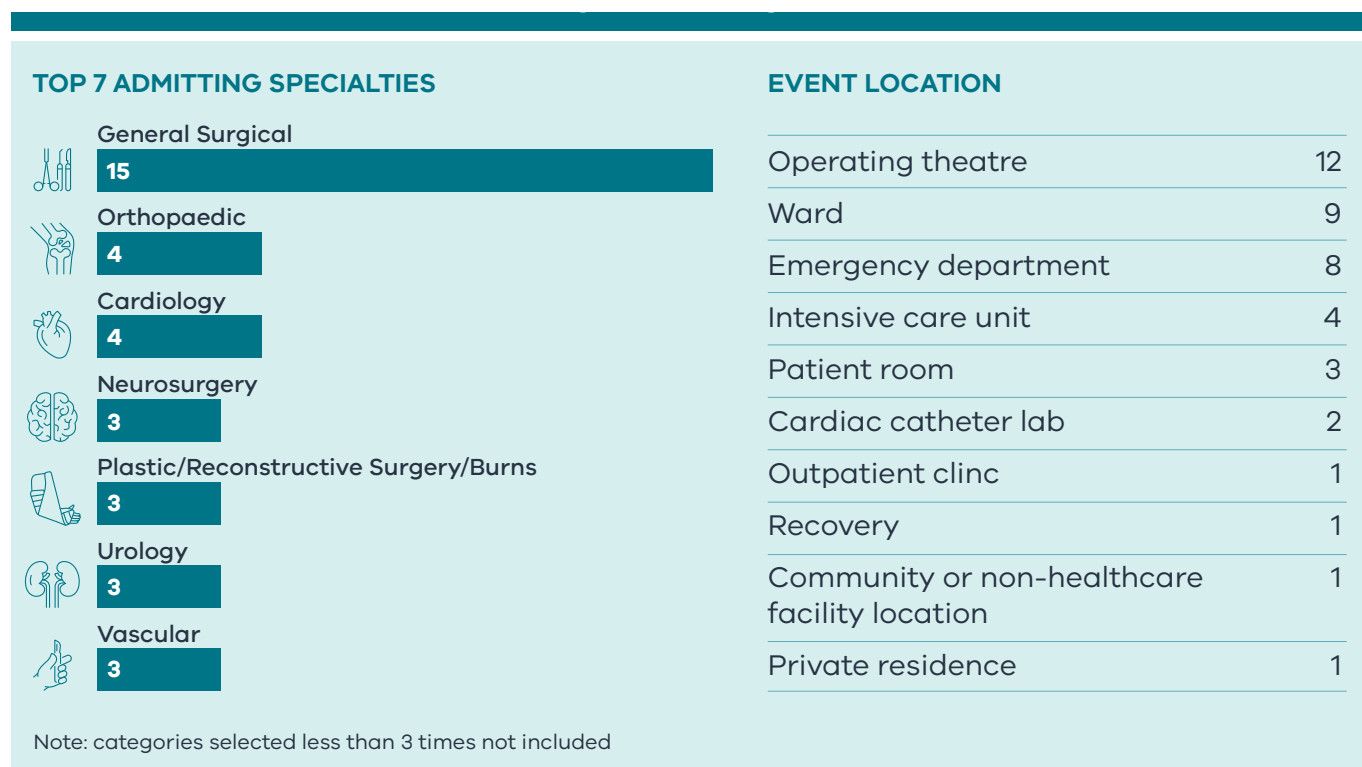 TOP 7 ADMITTING SPECIALTIES
General Surgical
15
Orthopaedic
4
Cardiology
4
Neurosurgery
3
Plastic/Reconstructive Surgery/Burns
3
Urology
3
Vascular
3
Note: categories selected less than 3 times not included
EVENT LOCATION
Operating theatre 12
Ward 9
Emergency department 8
Intensive care unit 4
Patient room 3
Cardiac catheter lab 2
Outpatient clinc 1
Recovery 1
Community or non-healthcare 1
facility location
Private residence 1